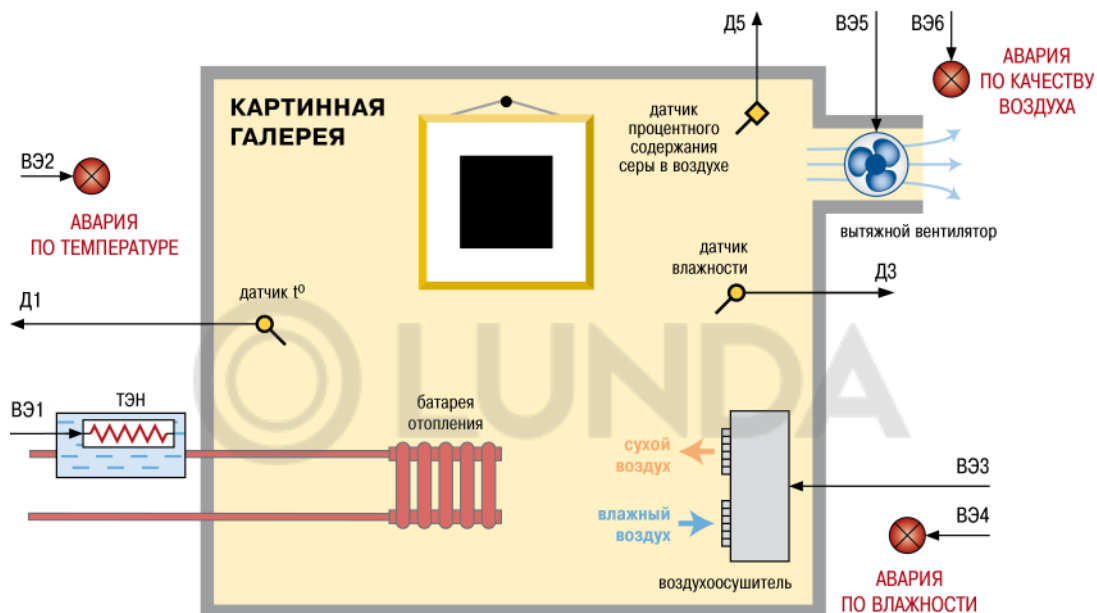 Д5
ВЭ5
ВЭ6
АВАРИЯ
ПО КАЧЕСТВУ
ВОЗДУХА
КАРТИННАЯ
ГАЛЕРЕЯ
датчик
процентного
содержания
серы в воздухе
ВЭ2
АВАРИЯ
ПО ТЕМПЕРАТУРЕ
вытяжной вентилятор
датчик
влажности
Д3
датчик t⁰
Д1
LUNDA
ВЭ1
ТЭН
батарея
отопления
сухой
воздух
ВЭ3
влажный
воздух
ВЭ4
воздухоосушитель
АВАРИЯ
ПО ВЛАЖНОСТИ